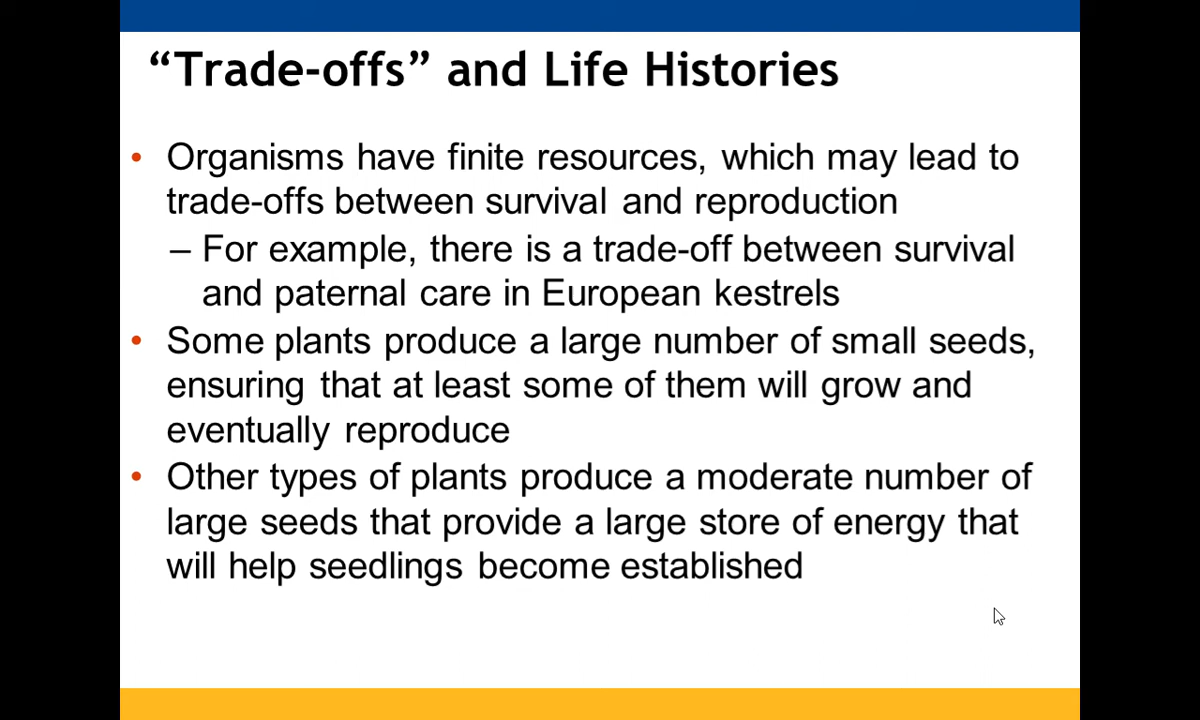 “Trade-offs” and Life Histories
• Organisms have finite resources, which may lead to
trade-offs between survival and reproduction
– For example, there is a trade-off between survival
and paternal care in European kestrels
• Some plants produce a large number of small seeds,
ensuring that at least some of them will grow and
eventually reproduce
• Other types of plants produce a moderate number of
large seeds that provide a large store of energy that
will help seedlings become established